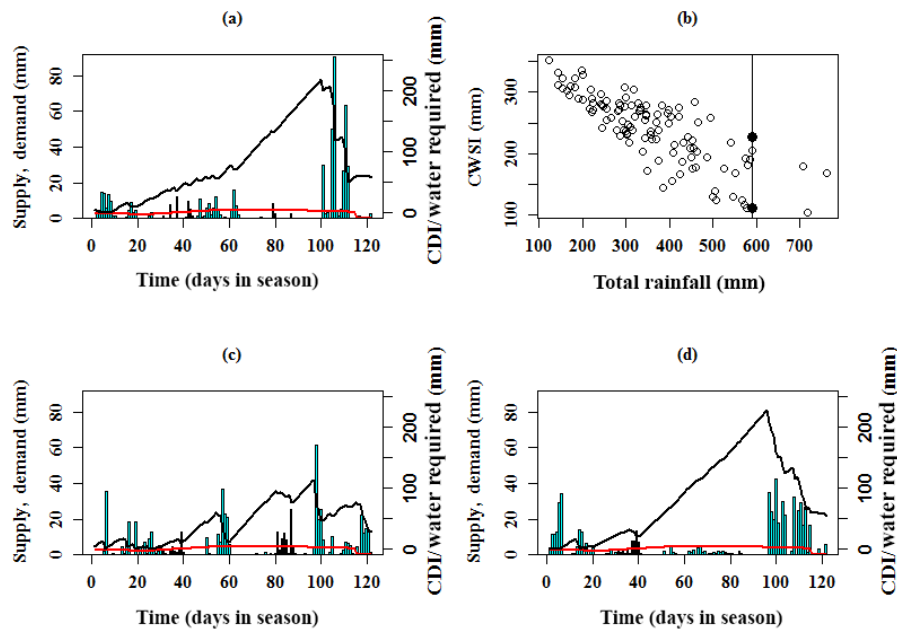 (a)
Supply, demand (mm)
0 20 40 60 80
0 100 200
CDI/water required (mm)
0 20 40 60 80 100 120
Time (days in season)
(b)
CWSI (mm)
100 200 300
100 200 300 400 500 600 700
Total rainfall (mm)
(c)
Supply, demand (mm)
0 20 40 60 80
0 100 200
CDI/water required (mm)
0 20 40 60 80 100 120
Time (days in season)
(d)
Supply, demand (mm)
0 20 40 60 80
0 100 200
CDI/water required (mm)
0 20 40 60 80 100 120
Time (days in season)